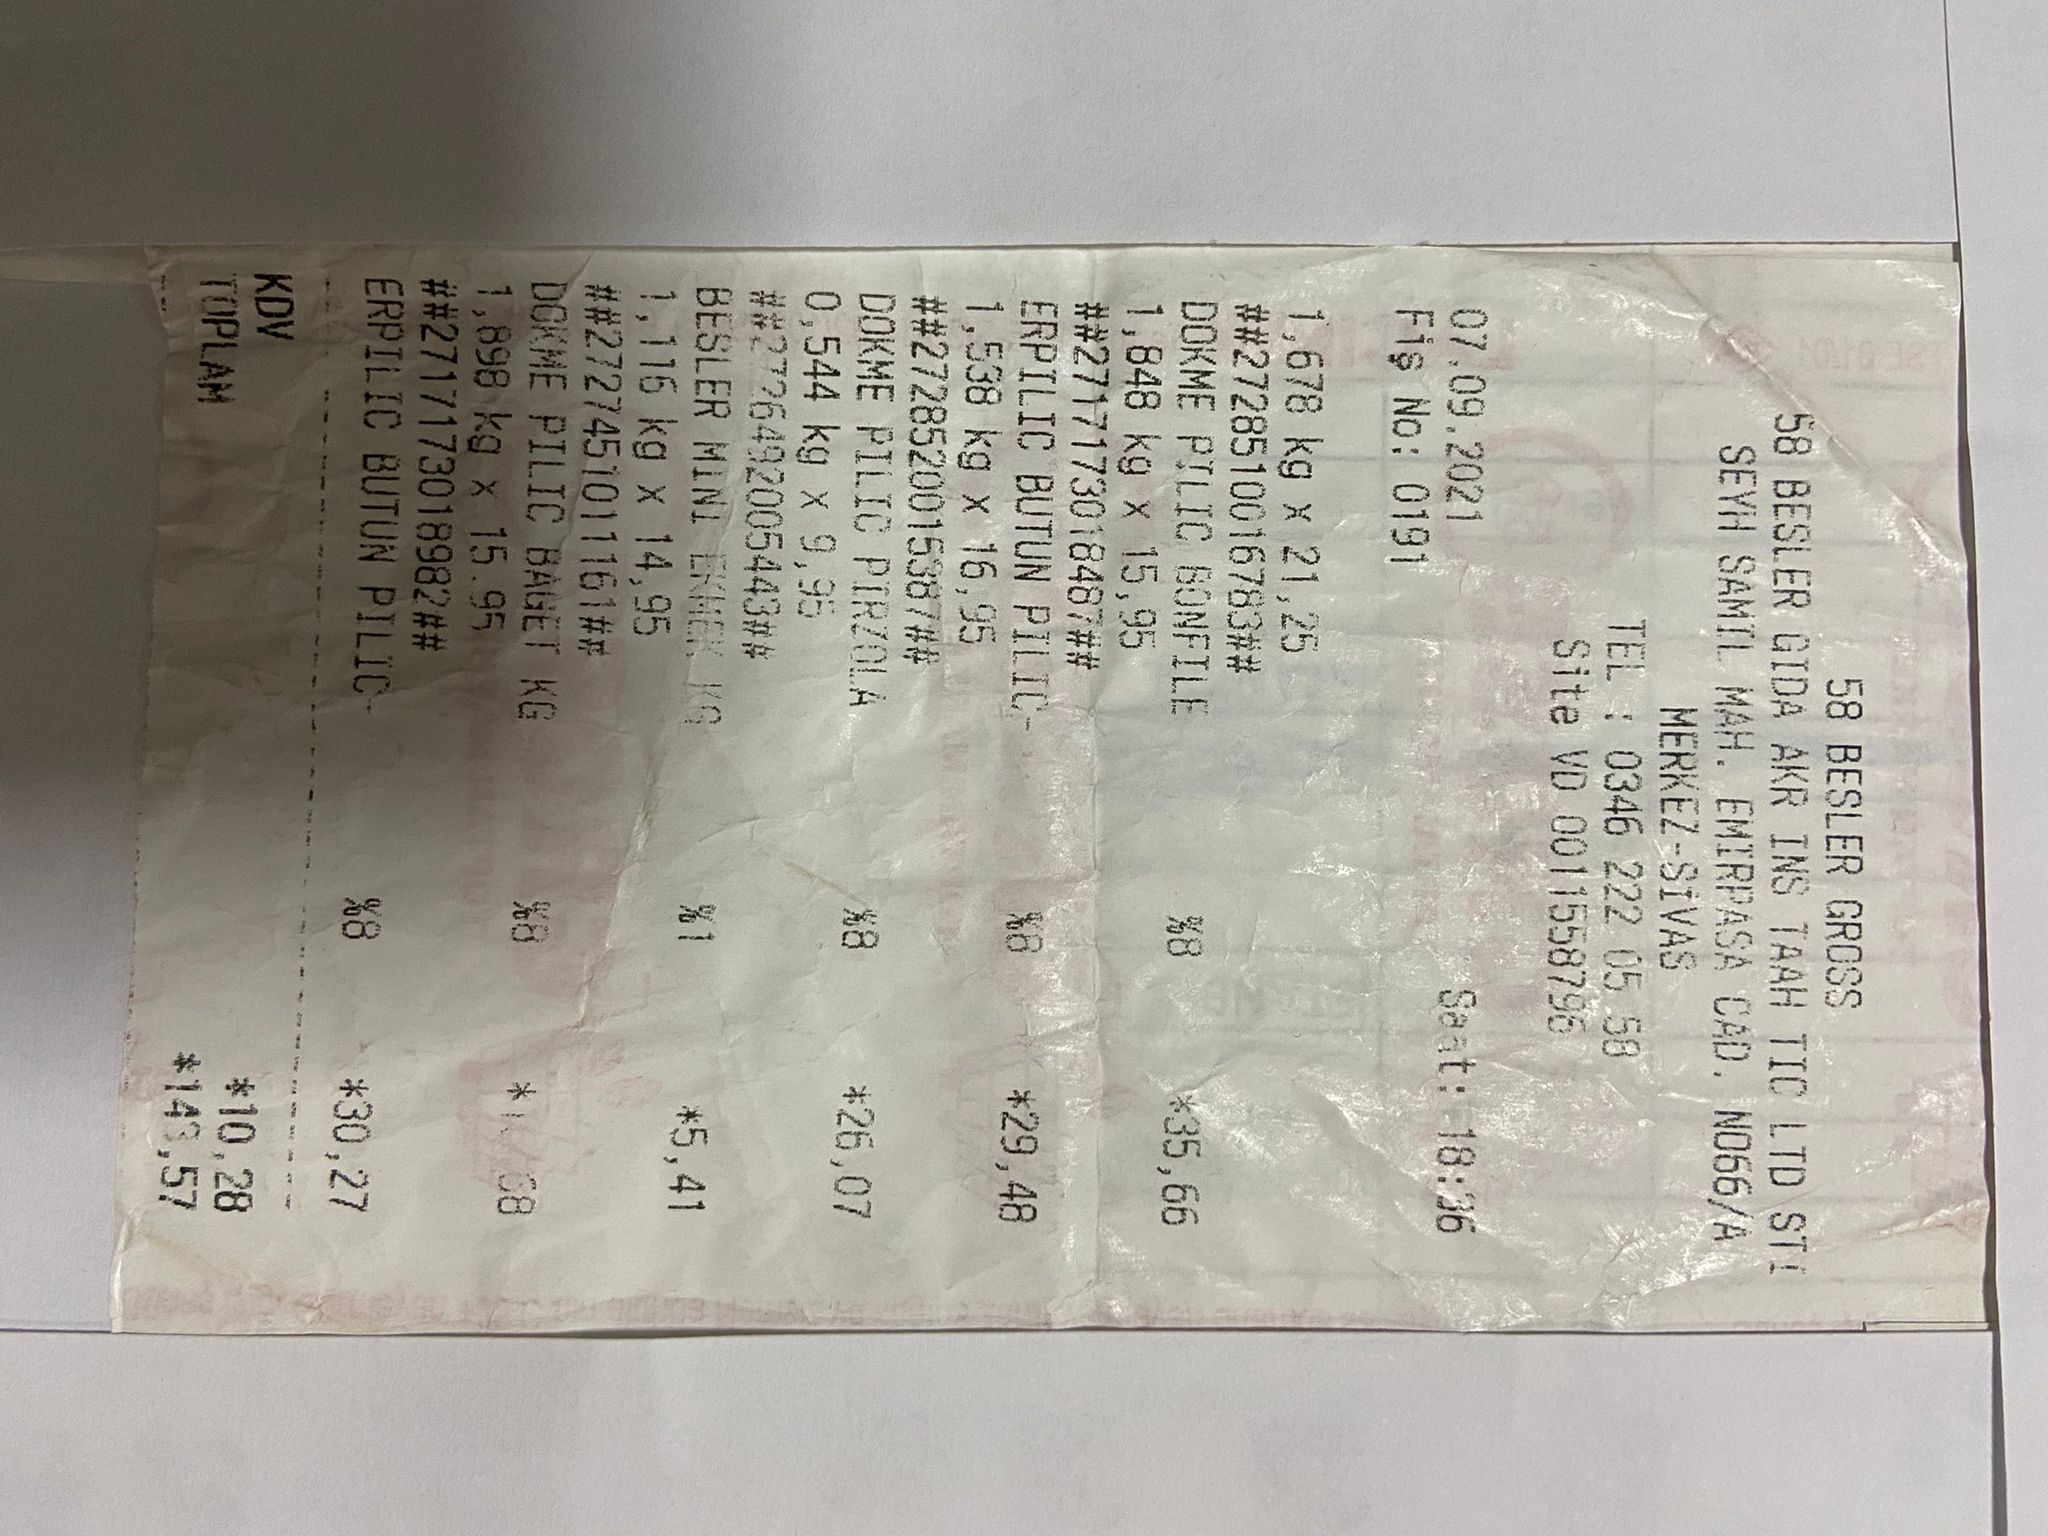 58 BESLER GROSS
58 BESLER GIDA AKR INS TAAH TIC LTD STI
SEYH SAMIL MAH. EMIRPASA CAD. NO66/A
MERKEZ-SİVAS
TEL : 0346 222 05 58
Site VD 0011558796
07.09.2021 Saat: 18:36
Fiş No: 0191
1,678 kg x 21,25
##2728510016783##
DOKME PILIC BONFILE %8 *35,66
1,848 kg x 15,95
##2717173018487##
ERPILIC BUTUN PILIC- %8 *29,48
1,538 kg x 16,95
##2728520015387##
DOKME PILIC PIRZOLA %8 *26,07
0,544 kg x 9,95
##2726492005443##
BESLER MINI EKMEK KG %1 *5,41
1,116 kg x 14,95
##2727451011161##
DOKME PILIC BAGET KG %8
1,898 kg x 15.95
##2717173018982##
ERPILIC BUTUN PILIC- %8 *30,27
KDV *10,28
TOPLAM *143,57